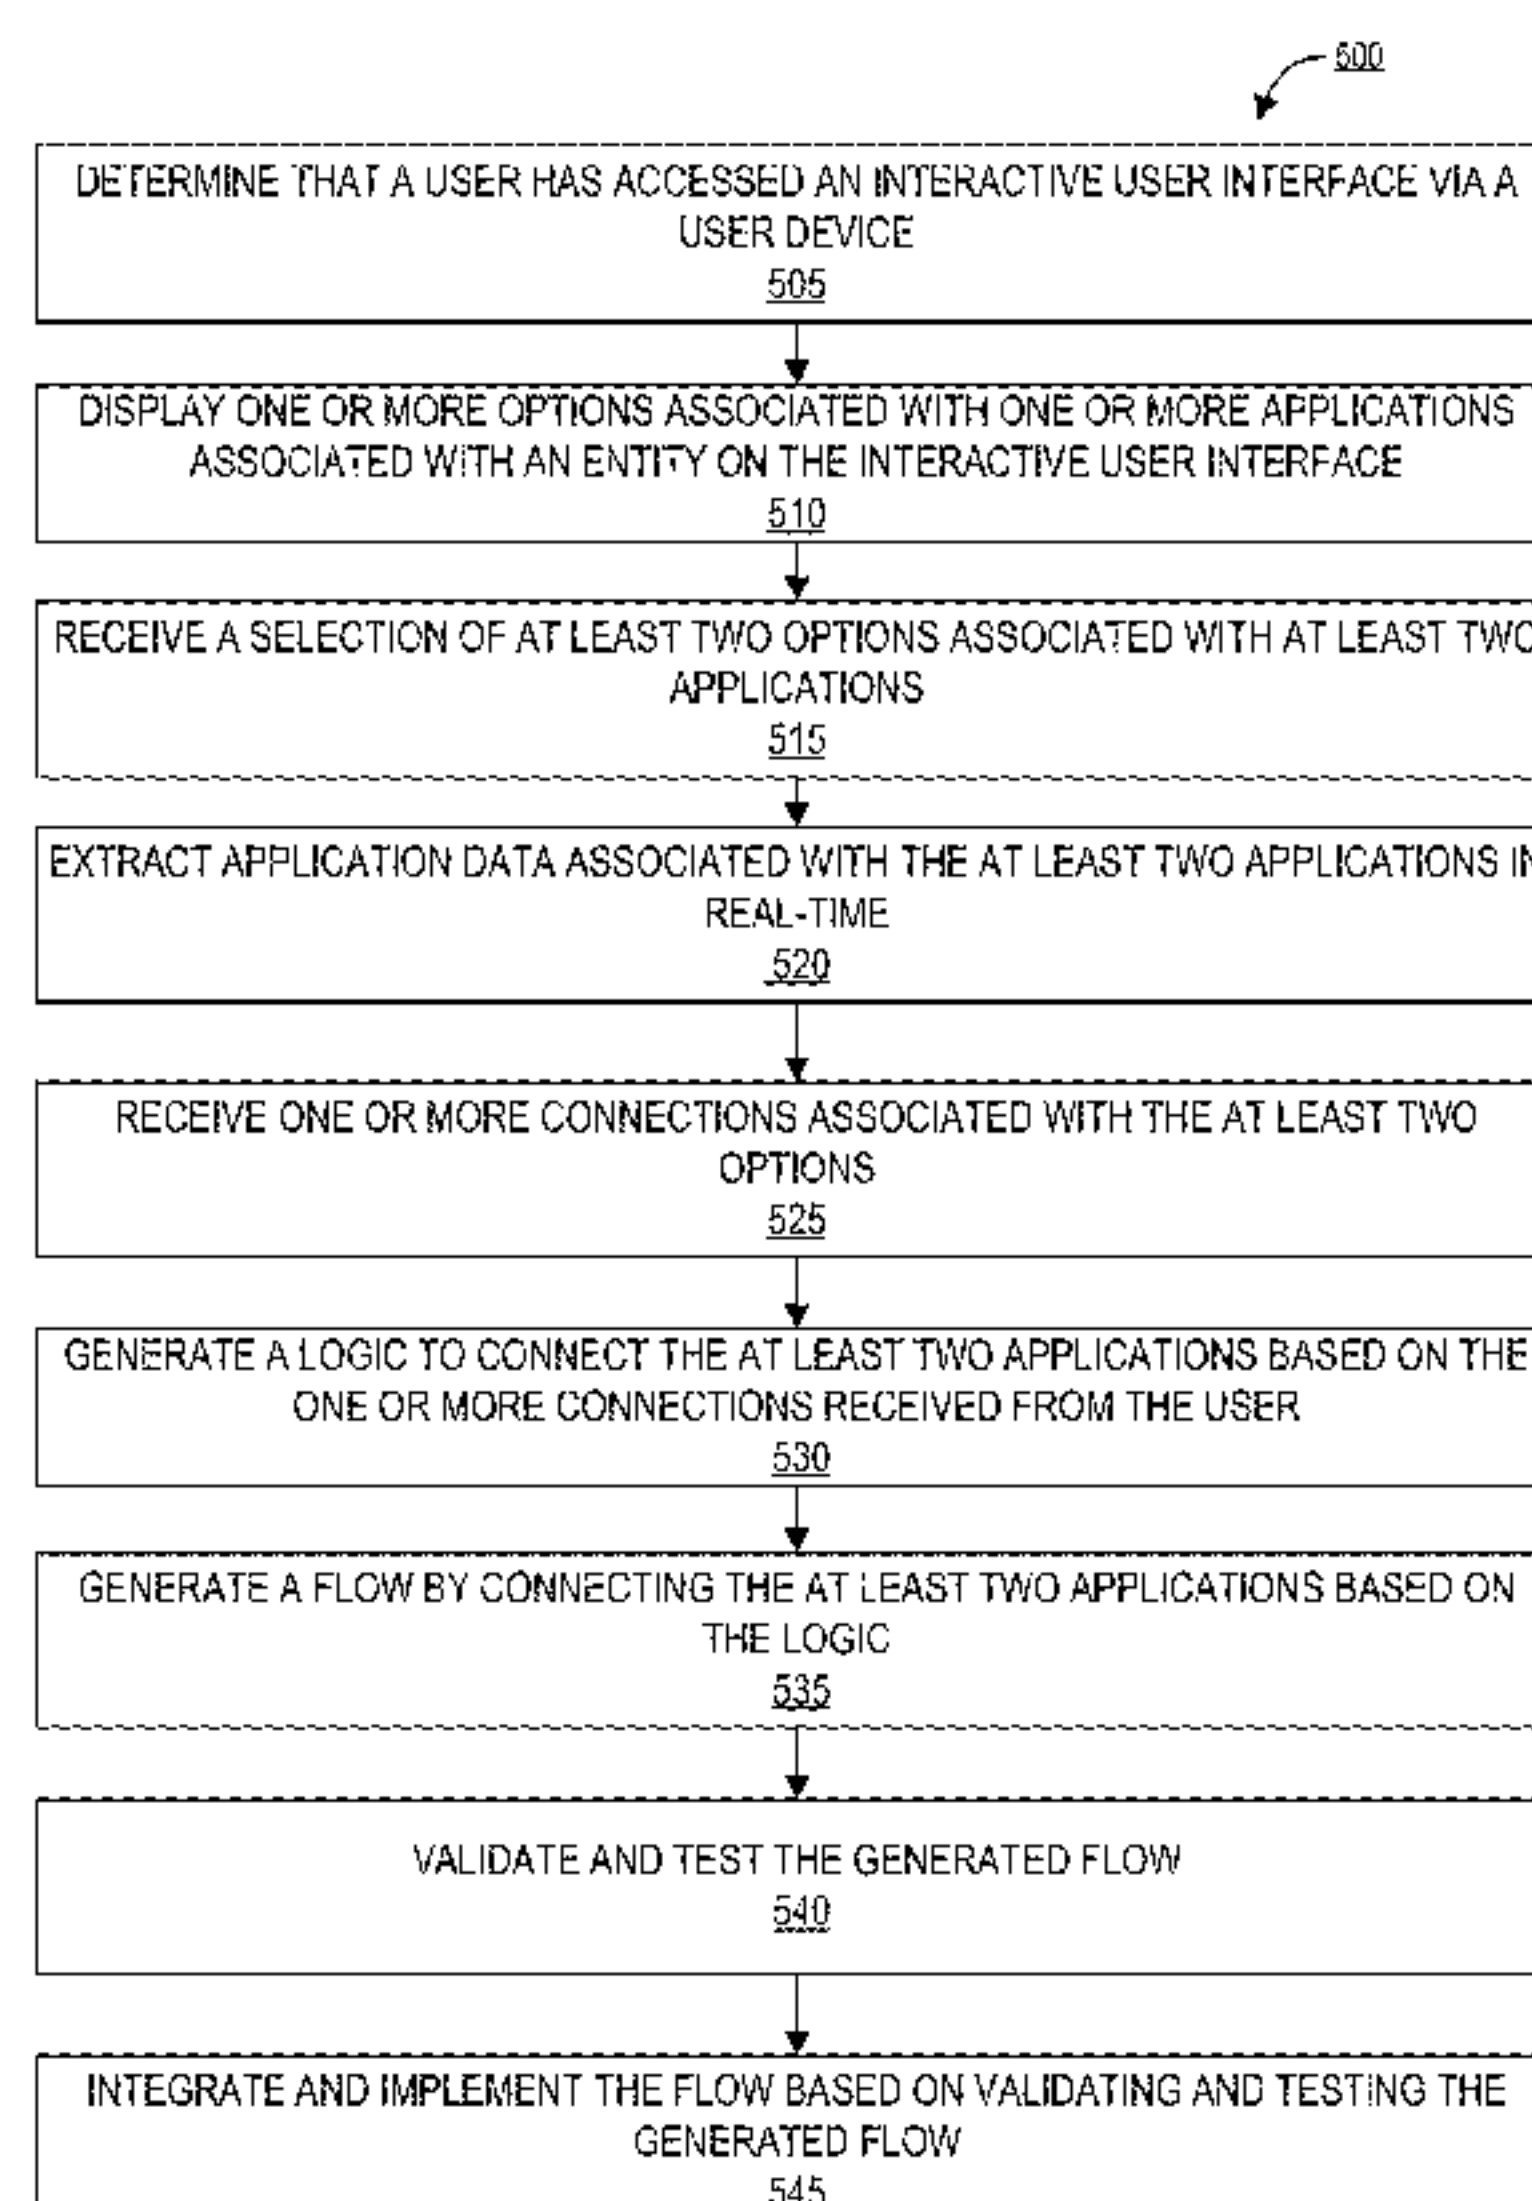 500
DETERMINE THAT A USER HAS ACCESSED AN INTERACTIVE USER INTERFACE VIA A
USER DEVICE
505
DISPLAY ONE OR MORE OPTIONS ASSOCIATED WITH ONE OR MORE APPLICATIONS
ASSOCIATED WITH AN ENTITY ON THE INTERACTIVE USER INTERFACE
510
RECEIVE A SELECTION OF AT LEAST TWO OPTIONS ASSOCIATED WITH AT LEAST TWO
APPLICATIONS
515
EXTRACT APPLICATION DATA ASSOCIATED WITH THE AT LEAST TWO APPLICATIONS IN
REAL-TIME
520
RECEIVE ONE OR MORE CONNECTIONS ASSOCIATED WITH THE AT LEAST TWO
OPTIONS
525
GENERATE A LOGIC TO CONNECT THE AT LEAST TWO APPLICATIONS BASED ON THE
ONE OR MORE CONNECTIONS RECEIVED FROM THE USER
530
GENERATE A FLOW BY CONNECTING THE AT LEAST TWO APPLICATIONS BASED ON
THE LOGIC
535
VALIDATE AND TEST THE GENERATED FLOW
540
INTEGRATE AND IMPLEMENT THE FLOW BASED ON VALIDATING AND TESTING THE
GENERATED FLOW
545